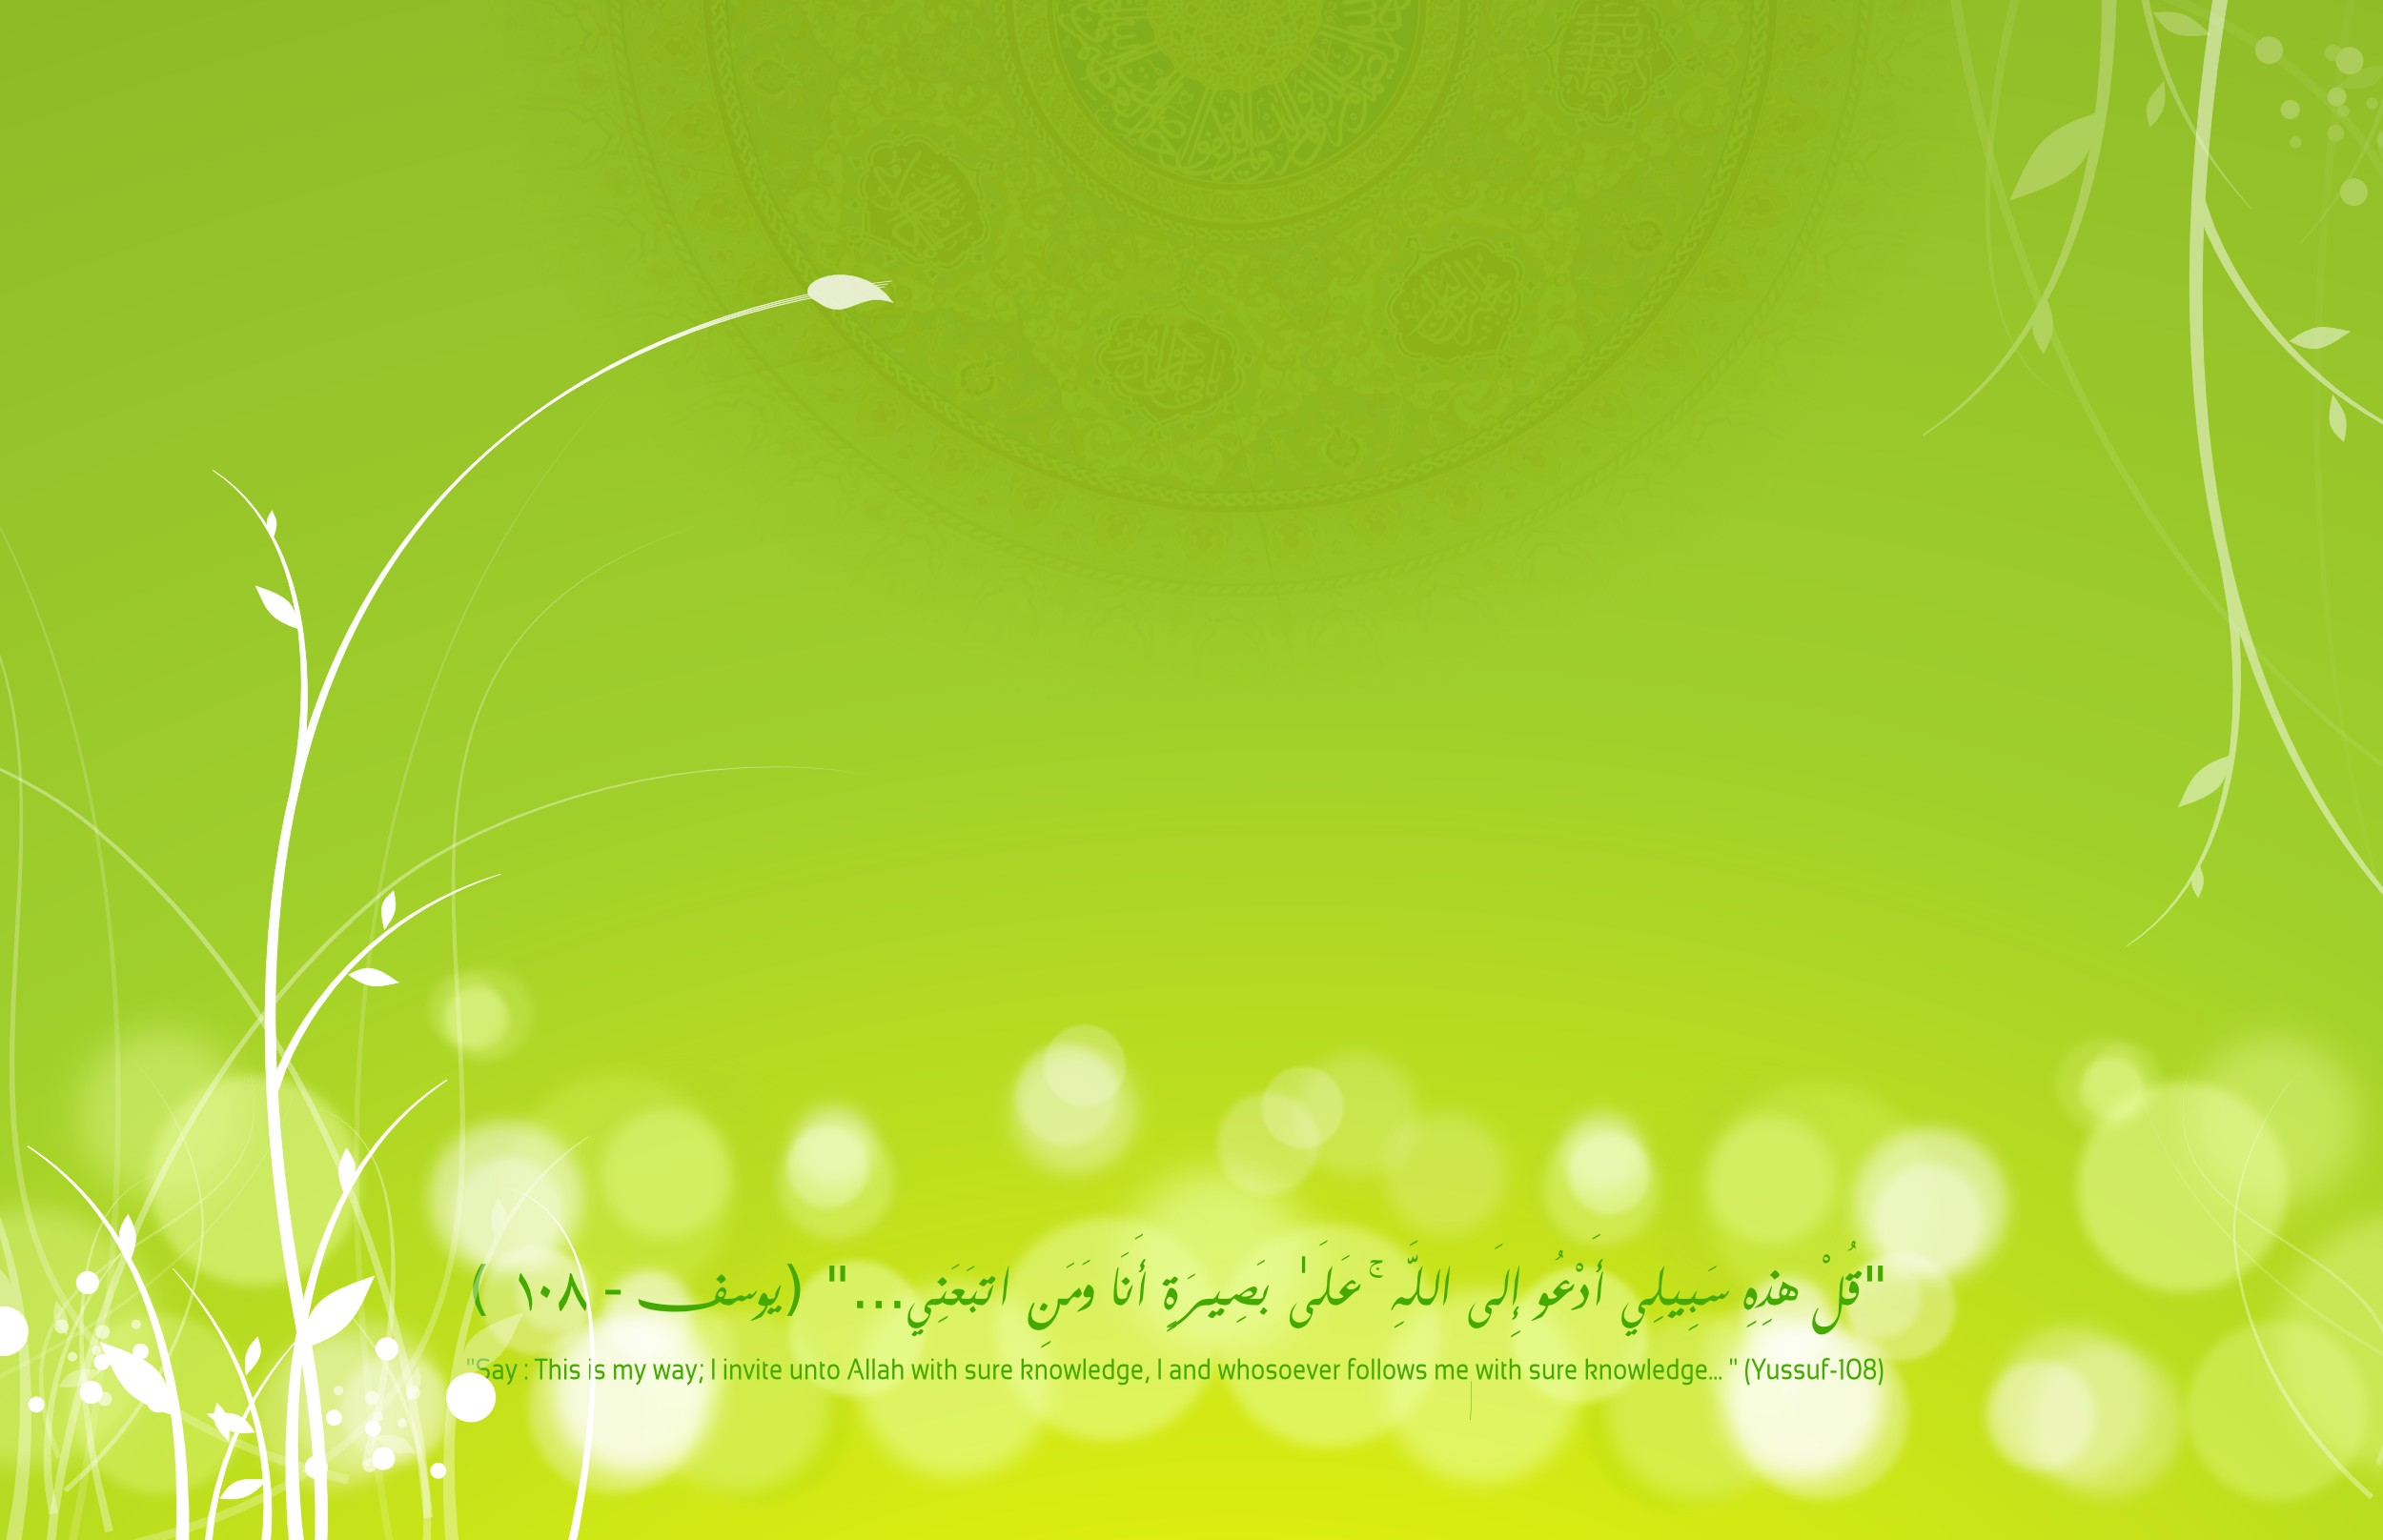 "قُلْ هذِهِ سَبِيلِي أَدْعُو إِلَى اللَّهِ ۚ عَلَىٰ بَصِيرَةٍ أَنَا وَمَنِ اتبَعَنِي..." (يوسف - ١٠٨ )
"Say : This is my way; I invite unto Allah with sure knowledge, I and whosoever follows me with sure knowledge... " (Yussuf-108)